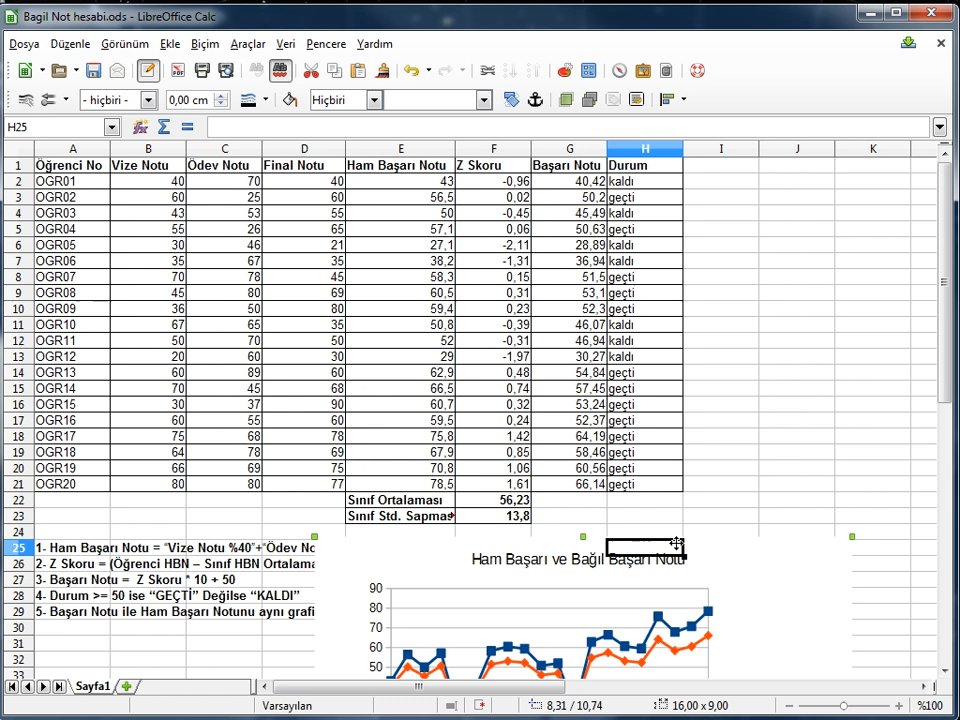 Bagil Not hesabi.ods - LibreOffice Calc
Dosya Düzenle Görünüm Ekle Biçim Araçlar Veri Pencere Yardım
- hiçbiri - 0,00 cm Hiçbiri
H25
A B C D E F G H I J K
1 Öğrenci No Vize Notu Ödev Notu Final Notu Ham Başarı Notu Z Skoru Başarı Notu Durum
2 OGR01 40 70 40 43 -0,96 40,42 kaldı
3 OGR02 60 25 60 56,5 0,02 50,2 geçti
4 OGR03 43 53 55 50 -0,45 45,49 kaldı
5 OGR04 55 26 65 57,1 0,06 50,63 geçti
6 OGR05 30 46 21 27,1 -2,11 28,89 kaldı
7 OGR06 35 67 35 38,2 -1,31 36,94 kaldı
8 OGR07 70 78 45 58,3 0,15 51,5 geçti
9 OGR08 45 80 69 60,5 0,31 53,1 geçti
10 OGR09 36 50 80 59,4 0,23 52,3 geçti
11 OGR10 67 65 35 50,8 -0,39 46,07 kaldı
12 OGR11 50 70 50 52 -0,31 46,94 kaldı
13 OGR12 20 60 30 29 -1,97 30,27 kaldı
14 OGR13 60 89 60 62,9 0,48 54,84 geçti
15 OGR14 70 45 68 66,5 0,74 57,45 geçti
16 OGR15 30 37 90 60,7 0,32 53,24 geçti
17 OGR16 60 55 60 59,5 0,24 52,37 geçti
18 OGR17 75 68 78 75,8 1,42 64,19 geçti
19 OGR18 64 78 69 67,9 0,85 58,46 geçti
20 OGR19 66 69 75 70,8 1,06 60,56 geçti
21 OGR20 80 80 77 78,5 1,61 66,14 geçti
22 Sınıf Ortalaması 56,23
23 Sınıf Std. Sapmas 13,8
24
25 1- Ham Başarı Notu = "Vize Notu %40"+"Ödev No
26 2- Z Skoru = (Öğrenci HBN – Sınıf HBN Ortalama
27 3- Başarı Notu = Z Skoru * 10 + 50
28 4- Durum >= 50 ise “GEÇTİ” Değilse “KALDI”
29 5- Başarı Notu ile Ham Başarı Notunu aynı grafi
30
31
32
33
Ham Başarı ve Bağıl Başarı Notu
90
80
70
60
50
Sayfa1
Varsayılan 8,31 / 10,74 16,00 x 9,00 %100